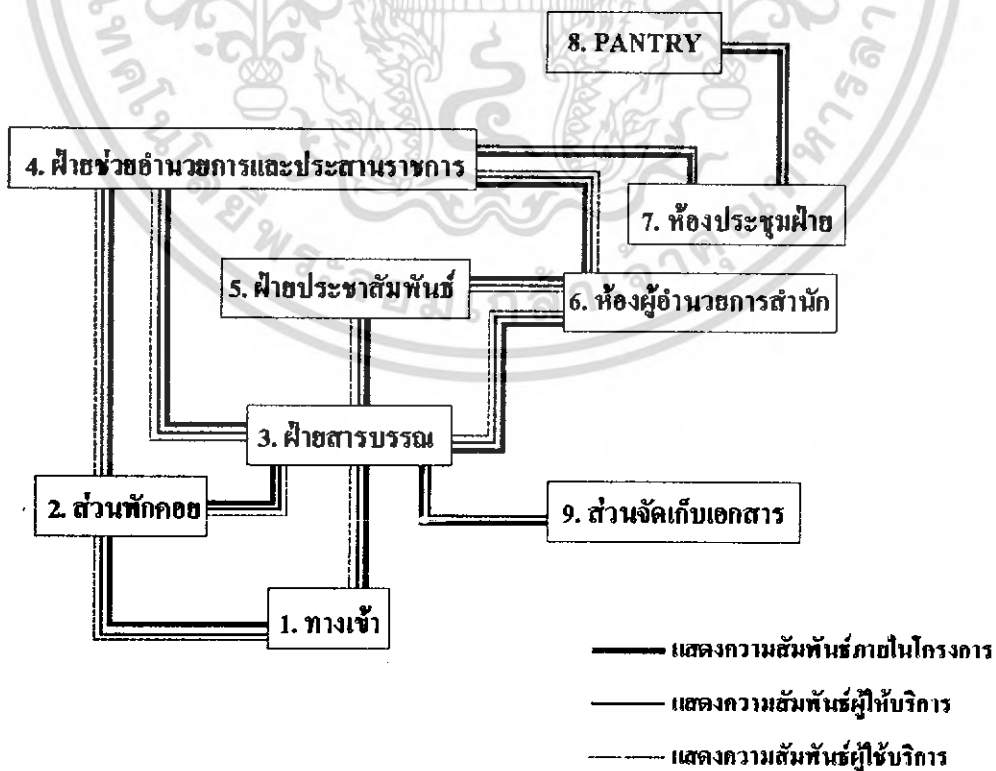 8. PANTRY
4. ฝ่ายช่วยอำนวยการและประสานราชการ
7. ห้องประชุมฝ่าย
5. ฝ่ายประชาสัมพันธ์
6. ห้องผู้อำนวยการสำนัก
3. ฝ่ายสารบรรณ
2. ส่วนพักคอย
9. ส่วนจัดเก็บเอกสาร
1. ทางเข้า
แสดงความสัมพันธ์ภายในโครงการ
แสดงความสัมพันธ์ผู้ให้บริการ
แสดงความสัมพันธ์ผู้ใช้บริการ